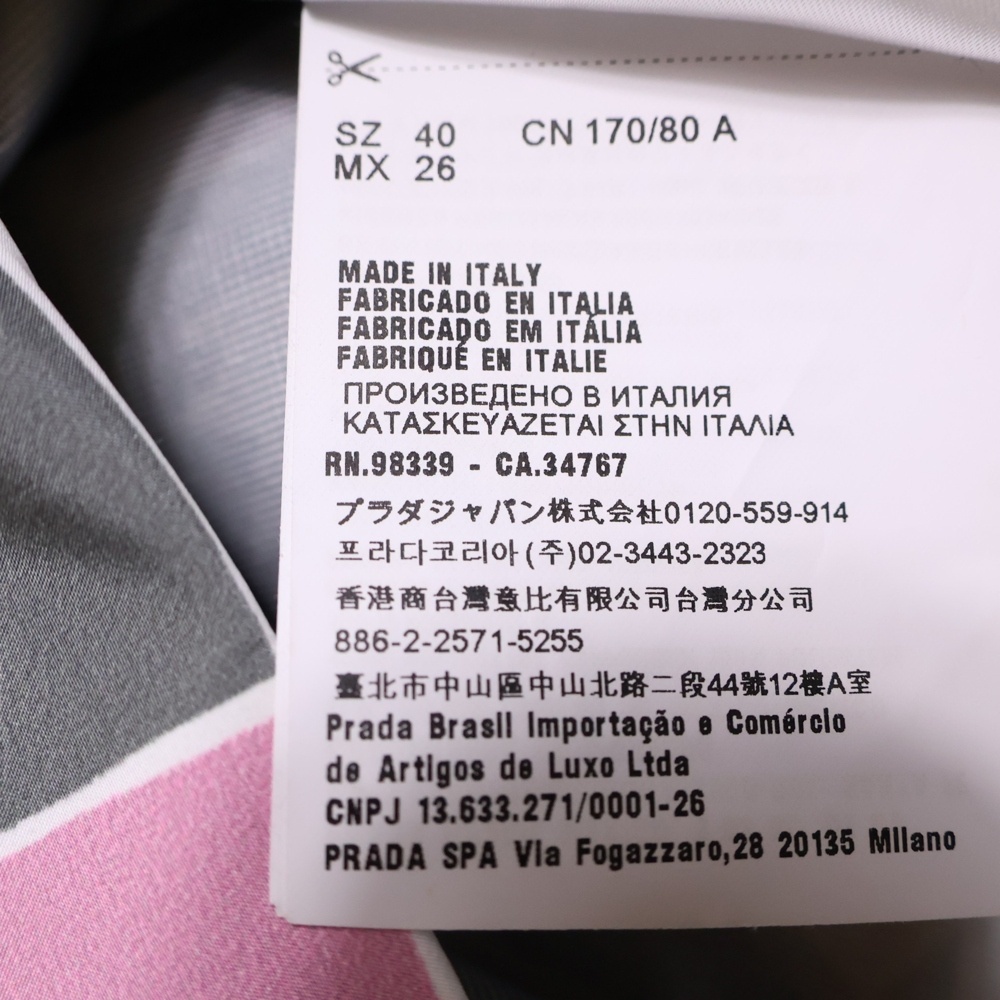 SZ 40 CN 170/80 A
MX 26
MADE IN ITALY
FABRICADO EN ITALIA
FABRICADO EM ITÁLIA
FABRIQUÉ EN ITALIE
ПРОИЗВЕДЕНО В ИТАЛИЯ
ΚΑΤΑΣΚΕΥΑΖΕΤΑΙ ΣΤΗΝ ΙΤΑΛΙΑ
RN.98339 - CA.34767
プラダジャパン株式会社0120-559-914
프라다코리아(주)02-3443-2323
香港商台灣意比有限公司台灣分公司
886-2-2571-5255
臺北市中山區中山北路二段44號12樓A室
Prada Brasil Importação e Comércio
de Artigos de Luxo Ltda
CNPJ 13.633.271/0001-26
PRADA SPA Via Fogazzaro,28 20135 Milano